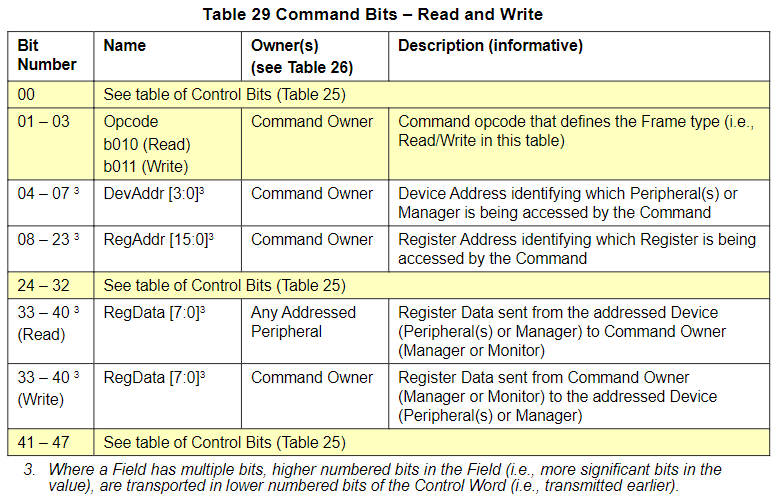 Table 29 Command Bits – Read and Write
Bit Number	Name	Owner(s) (see Table 26)	Description (informative)
00	See table of Control Bits (Table 25)
01 – 03	Opcode b010 (Read) b011 (Write)	Command Owner	Command opcode that defines the Frame type (i.e., Read/Write in this table)
04 – 07 ³	DevAddr [3:0]³	Command Owner	Device Address identifying which Peripheral(s) or Manager is being accessed by the Command
08 – 23 ³	RegAddr [15:0]³	Command Owner	Register Address identifying which Register is being accessed by the Command
24 – 32	See table of Control Bits (Table 25)
33 – 40 ³ (Read)	RegData [7:0]³	Any Addressed Peripheral	Register Data sent from the addressed Device (Peripheral(s) or Manager) to Command Owner (Manager or Monitor)
33 – 40 ³ (Write)	RegData [7:0]³	Command Owner	Register Data sent from Command Owner (Manager or Monitor) to the addressed Device (Peripheral(s) or Manager)
41 – 47	See table of Control Bits (Table 25)
3. Where a Field has multiple bits, higher numbered bits in the Field (i.e., more significant bits in the
value), are transported in lower numbered bits of the Control Word (i.e., transmitted earlier).